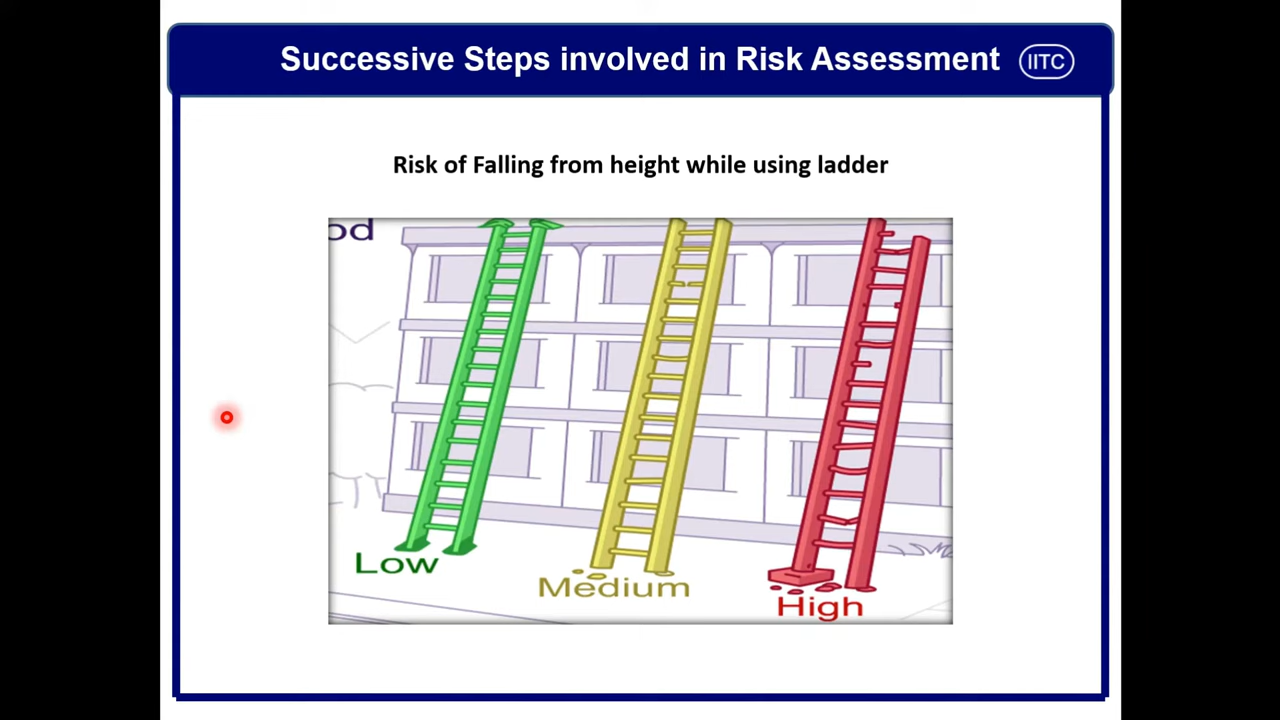 Successive Steps involved in Risk Assessment
IITC
Risk of Falling from height while using ladder
od
Low
Medium
High